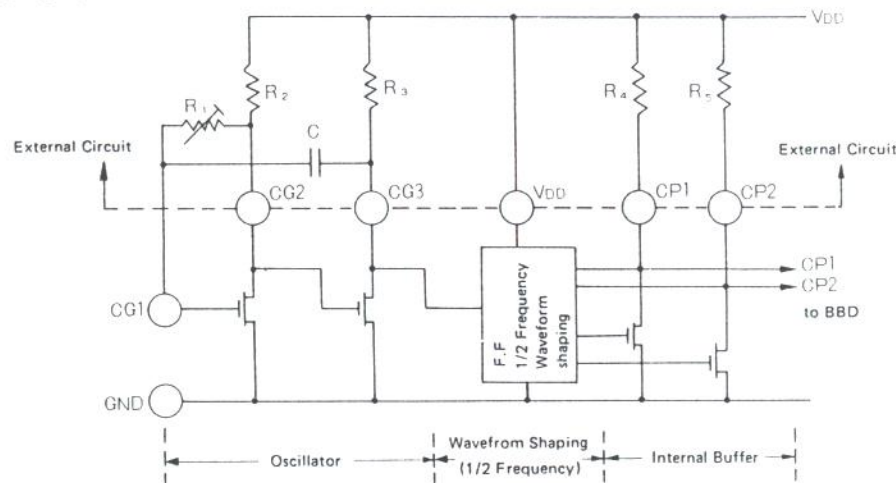 VDD
R1
R2
R3
R4
R5
C
External Circuit
External Circuit
CG2
CG3
VDD
CP1
CP2
CG1
F.F
1/2 Frequency
Waveform
shaping
CP1
CP2
to BBD
GND
Oscillator
Wavefrom Shaping
(1/2 Frequency)
Internal Buffer